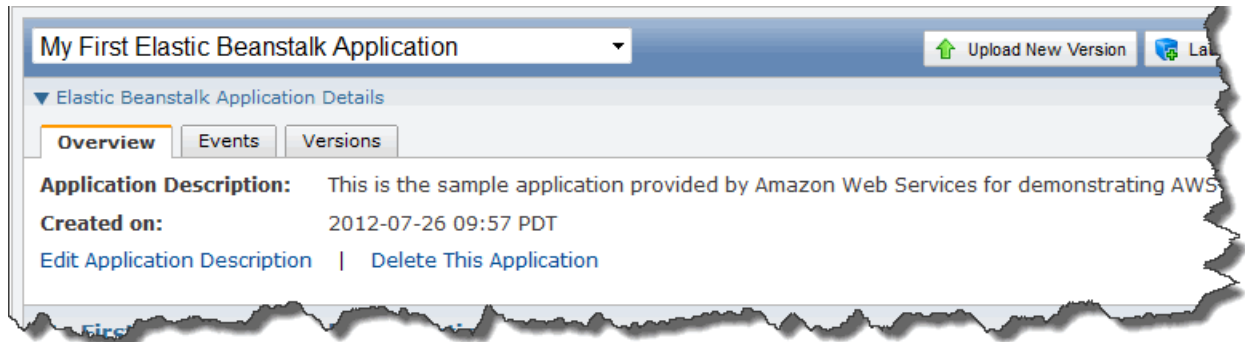 My First Elastic Beanstalk Application
Upload New Version
Elastic Beanstalk Application Details
Overview Events Versions
Application Description: This is the sample application provided by Amazon Web Services for demonstrating AWS
Created on: 2012-07-26 09:57 PDT
Edit Application Description | Delete This Application